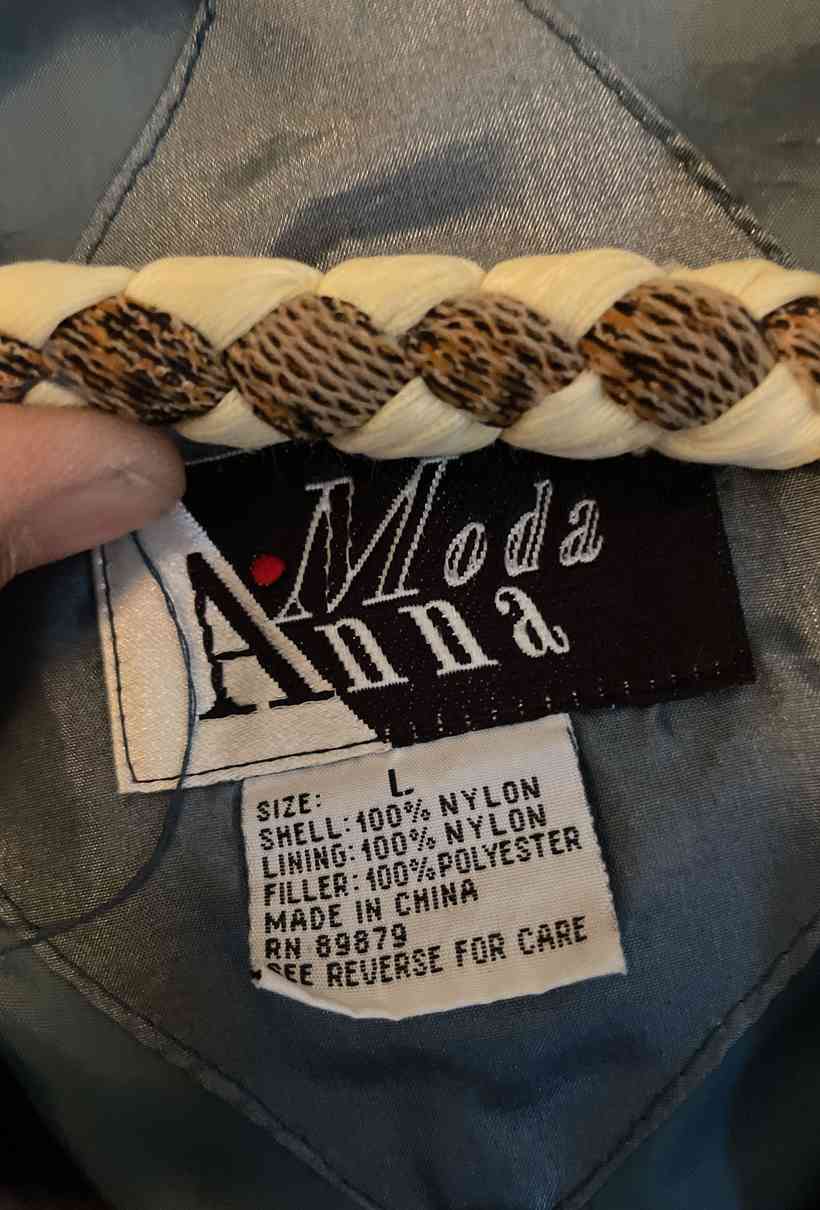 Moda
Anna
SIZE: L
SHELL: 100% NYLON
LINING: 100% NYLON
FILLER: 100% POLYESTER
MADE IN CHINA
RN 89879
SEE REVERSE FOR CARE